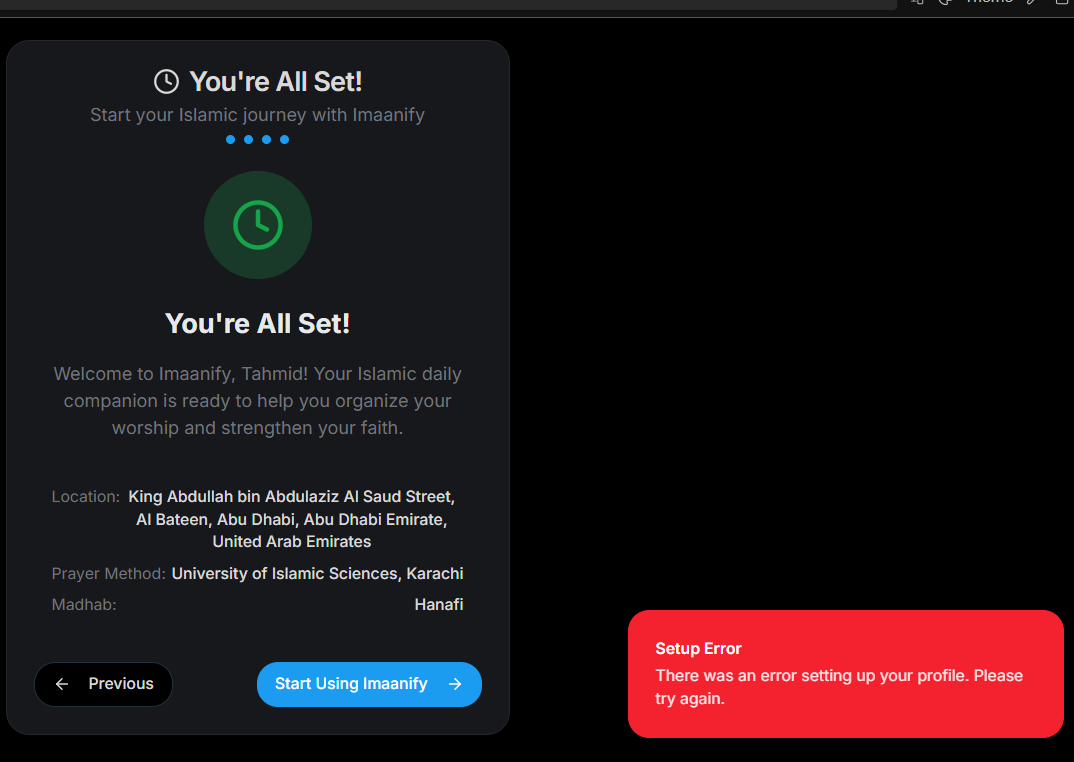 You're All Set!
Start your Islamic journey with Imaanify
You're All Set!
Welcome to Imaanify, Tahmid! Your Islamic daily
companion is ready to help you organize your
worship and strengthen your faith.
Location: King Abdullah bin Abdulaziz Al Saud Street,
Al Bateen, Abu Dhabi, Abu Dhabi Emirate,
United Arab Emirates
Prayer Method: University of Islamic Sciences, Karachi
Madhab: Hanafi
Previous
Start Using Imaanify
Setup Error
There was an error setting up your profile. Please
try again.